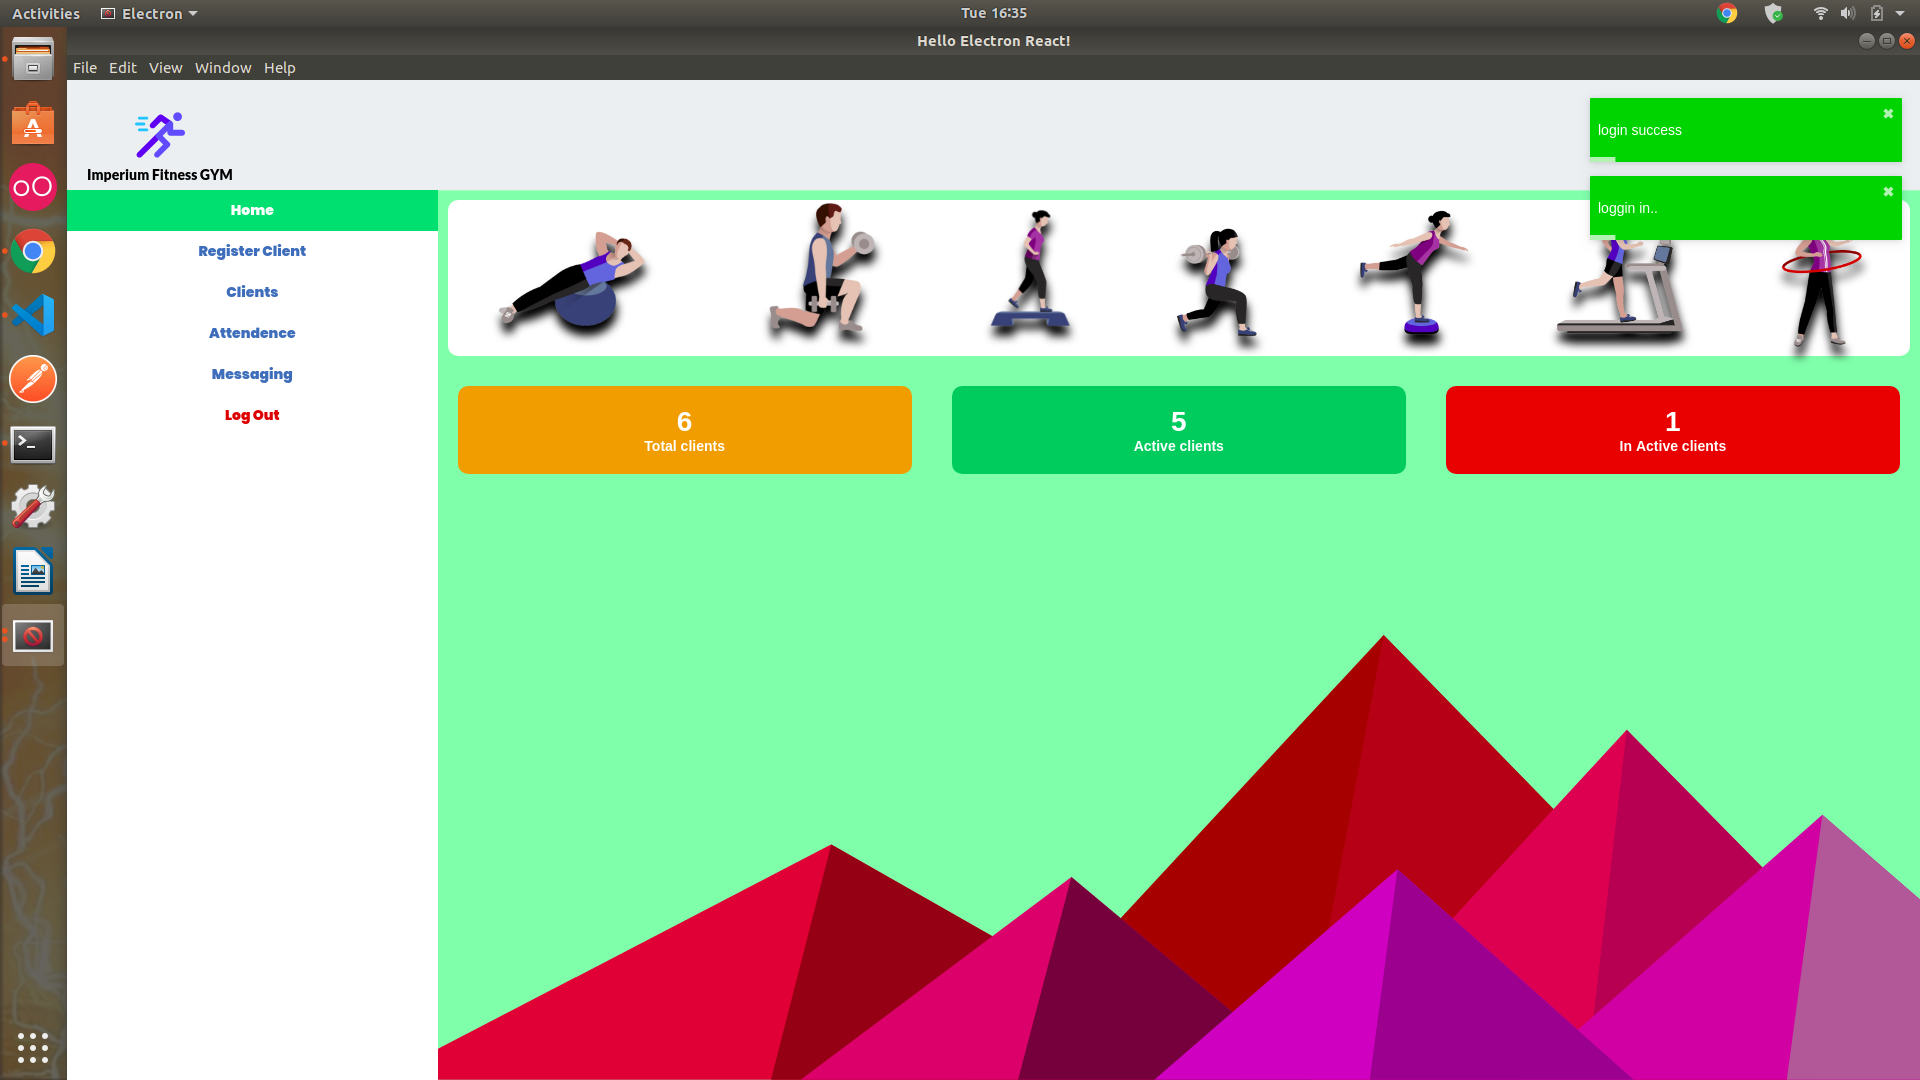 Activities
Electron
Tue 16:35
Hello Electron React!
File Edit View Window Help
Imperium Fitness GYM
login success
loggin in..
Home
Register Client
Clients
Attendence
Messaging
Log Out
6
Total clients
5
Active clients
1
In Active clients